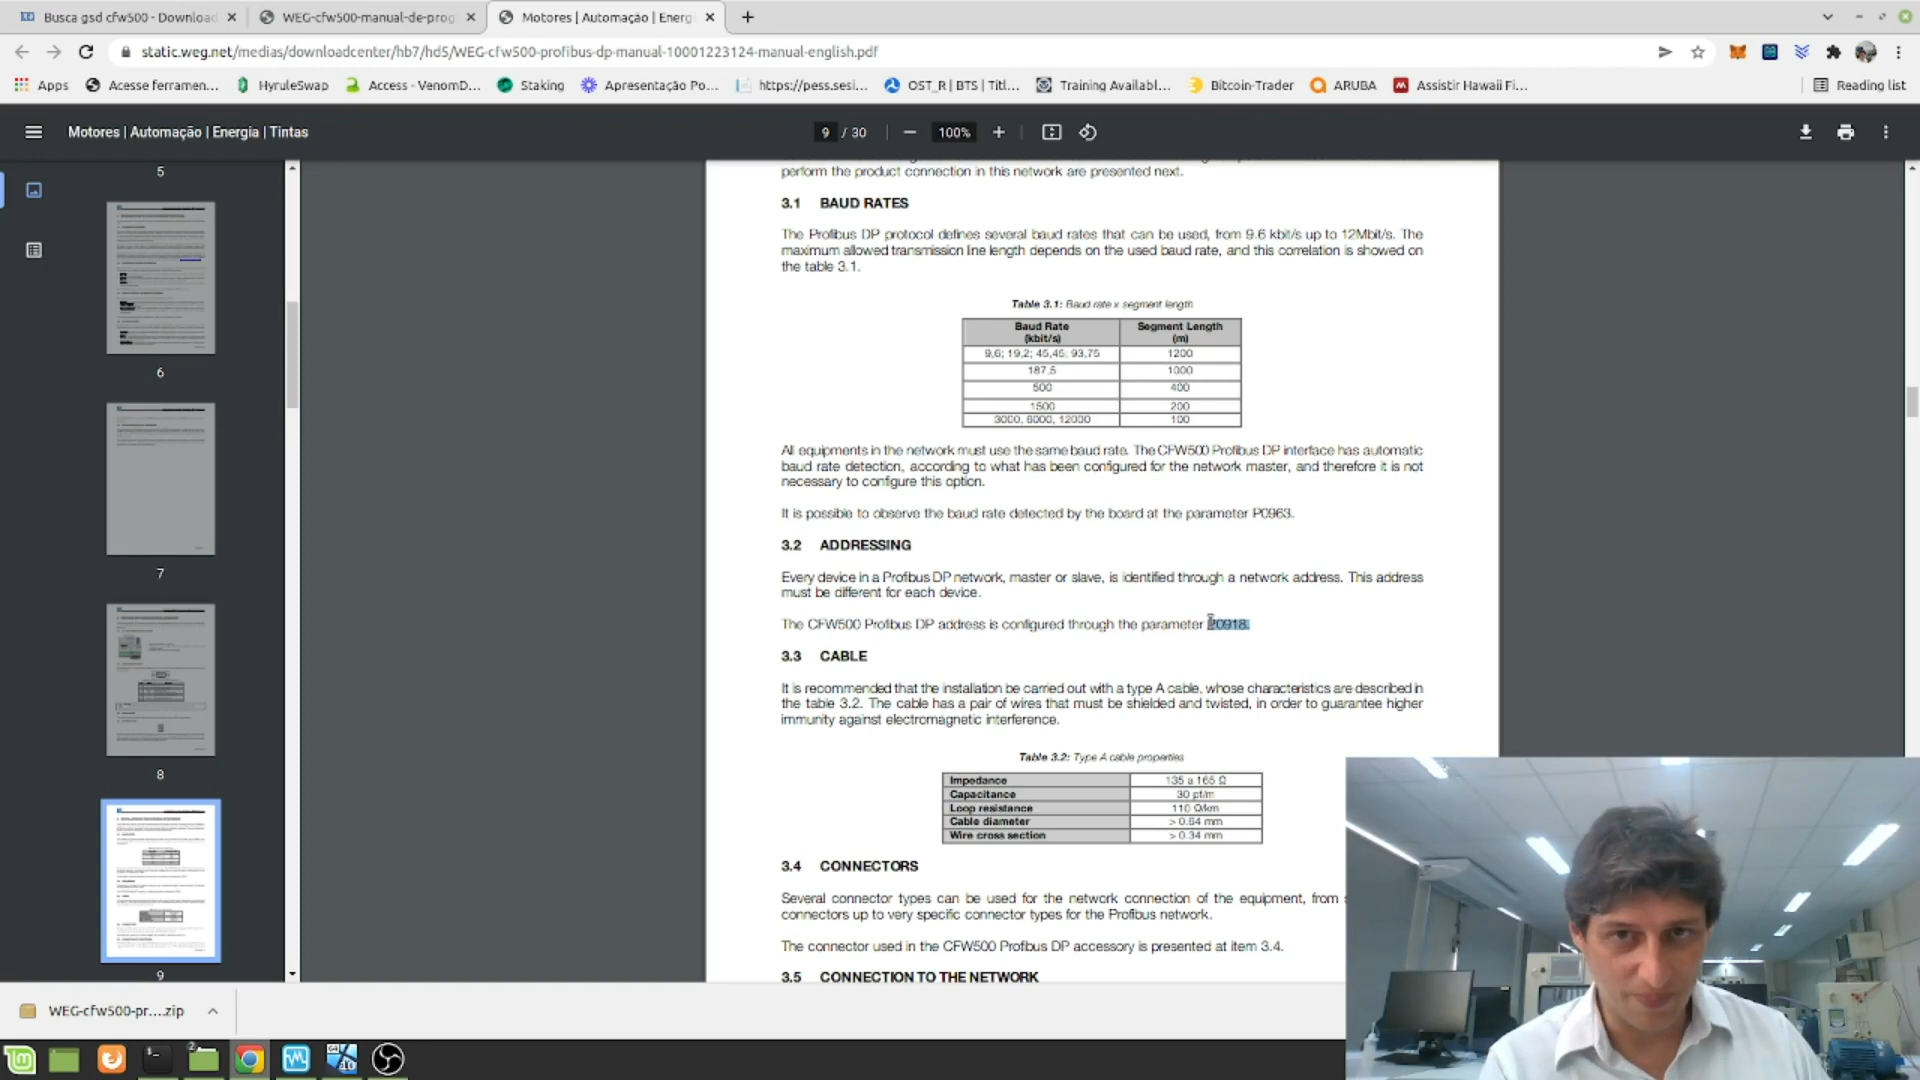 Busca gsd cfw500 - Download
WEG-cfw500-manual-de-prog
Motores | Automação | Energi
static.weg.net/medias/downloadcenter/hb7/hd5/WEG-cfw500-profibus-dp-manual-10001223124-manual-english.pdf
Apps
Acesse ferramen...
HyruleSwap
Access - VenomD...
Staking
Apresentação Po...
https://pess.sesi...
OST_R | BTS | Titl...
Training Availabl...
Bitcoin-Trader
ARUBA
Assistir Hawaii Fi...
Reading list
Motores | Automação | Energia | Tintas
9 / 30
100%
5
6
7
8
9
perform the product connection in this network are presented next.
3.1 BAUD RATES
The Profibus DP protocol defines several baud rates that can be used, from 9.6 kbit/s up to 12Mbit/s. The
maximum allowed transmission line length depends on the used baud rate, and this correlation is showed on
the table 3.1.
Table 3.1: Baud rate x segment length
Baud Rate Segment Length
(kbit/s) (m)
9,6; 19,2; 45,45; 93,75 1200
187,5 1000
500 400
1500 200
3000, 6000, 12000 100
All equipments in the network must use the same baud rate. The CFW500 Profibus DP interface has automatic
baud rate detection, according to what has been configured for the network master, and therefore it is not
necessary to configure this option.
It is possible to observe the baud rate detected by the board at the parameter P0963.
3.2 ADDRESSING
Every device in a Profibus DP network, master or slave, is identified through a network address. This address
must be different for each device.
The CFW500 Profibus DP address is configured through the parameter P0918.
3.3 CABLE
It is recommended that the installation be carried out with a type A cable, whose characteristics are described in
the table 3.2. The cable has a pair of wires that must be shielded and twisted, in order to guarantee higher
immunity against electromagnetic interference.
Table 3.2: Type A cable properties
Impedance 135 a 165 Ω
Capacitance 30 pf/m
Loop resistance 110 Ω/km
Cable diameter > 0.64 mm
Wire cross section > 0.34 mm
3.4 CONNECTORS
Several connector types can be used for the network connection of the equipment, from
connectors up to very specific connector types for the Profibus network.
The connector used in the CFW500 Profibus DP accessory is presented at item 3.4.
3.5 CONNECTION TO THE NETWORK
WEG-cfw500-pr....zip
2